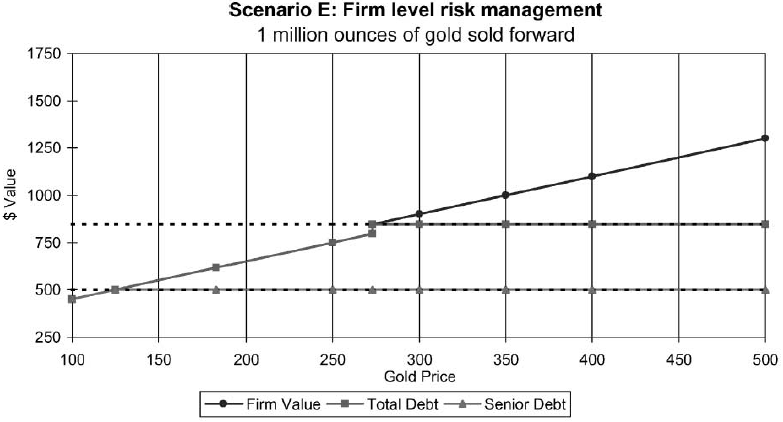 Scenario E: Firm level risk management
1 million ounces of gold sold forward
1750
1500
1250
1000
750
500
250
$ Value
100 150 200 250 300 350 400 450 500
Gold Price
Firm Value Total Debt Senior Debt